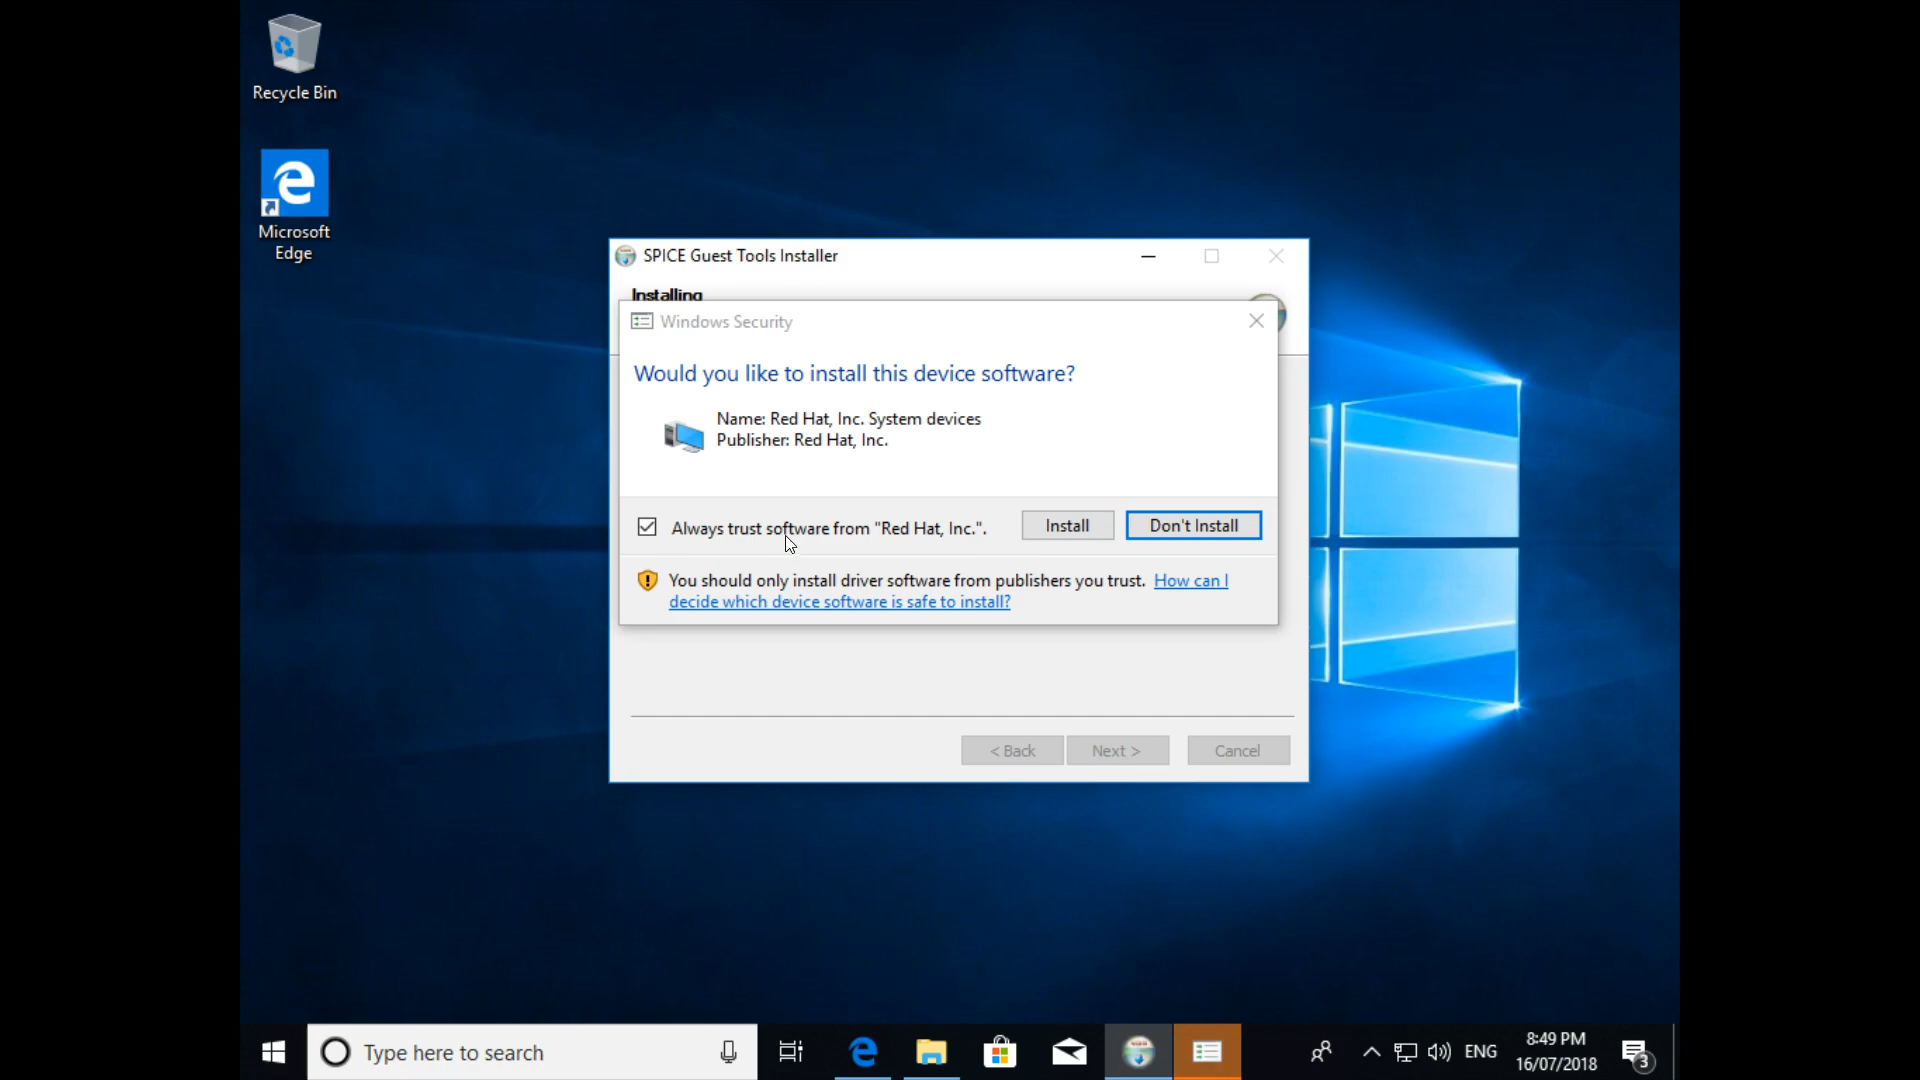 Recycle Bin
Microsoft
Edge
SPICE Guest Tools Installer
Installing
Windows Security
Would you like to install this device software?
Name: Red Hat, Inc. System devices
Publisher: Red Hat, Inc.
Always trust software from "Red Hat, Inc.".
Install
Don't Install
You should only install driver software from publishers you trust. How can I
decide which device software is safe to install?
< Back
Next >
Cancel
Type here to search
ENG
8:49 PM
16/07/2018
3